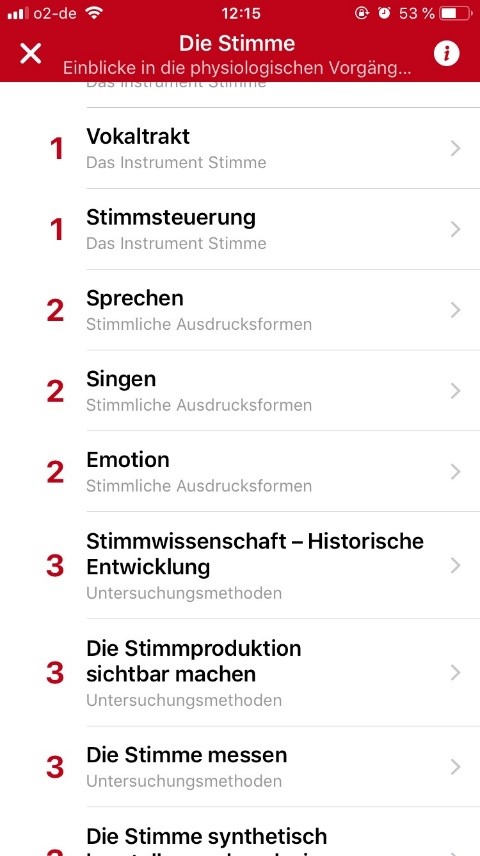 o2-de 12:15 53 %
Die Stimme
Einblicke in die physiologischen Vorgäng...
Das Instrument Stimme
1 Vokaltrakt
Das Instrument Stimme
1 Stimmsteuerung
Das Instrument Stimme
2 Sprechen
Stimmliche Ausdrucksformen
2 Singen
Stimmliche Ausdrucksformen
2 Emotion
Stimmliche Ausdrucksformen
3 Stimmwissenschaft – Historische
Entwicklung
Untersuchungsmethoden
3 Die Stimmproduktion
sichtbar machen
Untersuchungsmethoden
3 Die Stimme messen
Untersuchungsmethoden
3 Die Stimme synthetisch